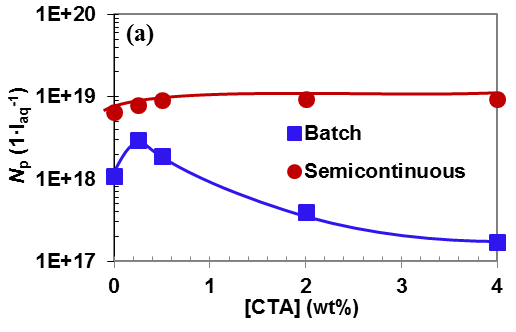 (a)
1E+20
1E+19
1E+18
1E+17
Np (1·laq-1)
Batch
Semicontinuous
0 1 2 3 4
[CTA] (wt%)